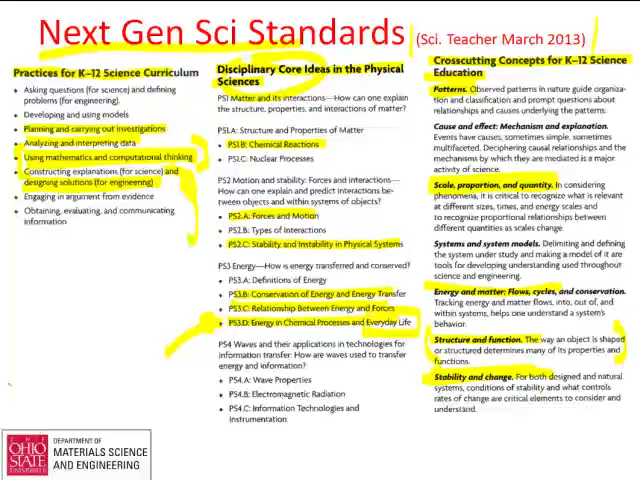 Next Gen Sci Standards (Sci. Teacher March 2013)
Practices for K–12 Science Curriculum
• Asking questions (for science) and defining
problems (for engineering).
• Developing and using models
• Planning and carrying out investigations
• Analyzing and interpreting data
• Using mathematics and computational thinking
• Constructing explanations (for science) and
designing solutions (for engineering)
• Engaging in argument from evidence
• Obtaining, evaluating, and communicating
information
Disciplinary Core Ideas in the Physical
Sciences
PS1 Matter and its interactions—How can one explain
the structure, properties, and interactions of matter?
PS1.A: Structure and Properties of Matter
• PS1.B: Chemical Reactions
• PS1.C: Nuclear Processes
PS2 Motion and stability: Forces and interactions—
How can one explain and predict interactions be-
tween objects and within systems of objects?
• PS2.A: Forces and Motion
• PS2.B: Types of Interactions
• PS2.C: Stability and Instability in Physical Systems
PS3 Energy—How is energy transferred and conserved?
• PS3.A: Definitions of Energy
• PS3.B: Conservation of Energy and Energy Transfer
• PS3.C: Relationship Between Energy and Forces
• PS3.D: Energy in Chemical Processes and Everyday Life
PS4 Waves and their applications in technologies for
information transfer: How are waves used to transfer
energy and information?
• PS4.A: Wave Properties
• PS4.B: Electromagnetic Radiation
• PS4.C: Information Technologies and
Instrumentation
Crosscutting Concepts for K–12 Science
Education
Patterns. Observed patterns in nature guide organiza-
tion and classification and prompt questions about
relationships and causes underlying the patterns.
Cause and effect: Mechanism and explanation.
Events have causes, sometimes simple, sometimes
multifaceted. Deciphering causal relationships and the
mechanisms by which they are mediated is a major
activity of science.
Scale, proportion, and quantity. In considering
phenomena, it is critical to recognize what is relevant
at different sizes, times, and energy scales and
to recognize proportional relationships between
different quantities as scales change.
Systems and system models. Delimiting and defining
the system under study and making a model of it are
tools for developing understanding used throughout
science and engineering.
Energy and matter: Flows, cycles, and conservation.
Tracking energy and matter flows, into, out of, and
within systems, helps one understand a system's
behavior.
Structure and function. The way an object is shaped
or structured determines many of its properties and
functions.
Stability and change. For both designed and natural
systems, conditions of stability and what controls
rates of change are critical elements to consider and
understand.
THE
OHIO
STATE
UNIVERSITY
DEPARTMENT OF
MATERIALS SCIENCE
AND ENGINEERING